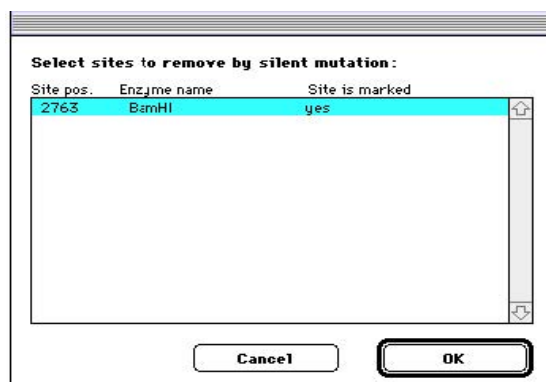 Select sites to remove by silent mutation:
Site pos. Enzyme name Site is marked
2763 BamHI yes
Cancel OK